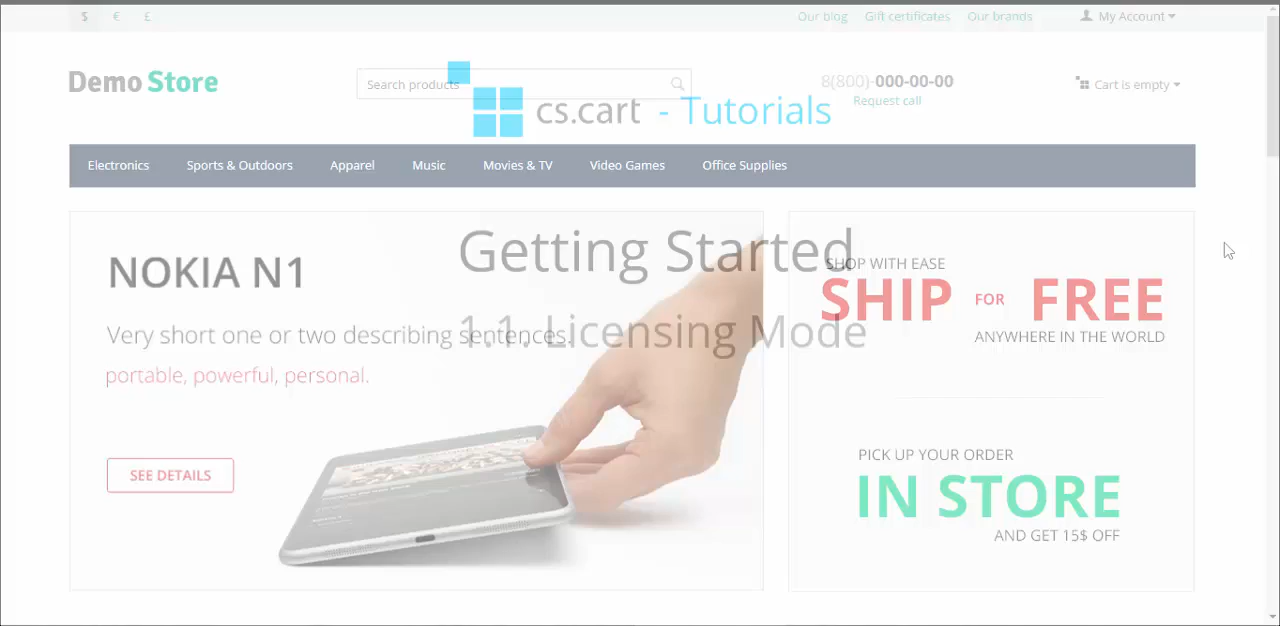 $ € £ Our blog Gift certificates Our brands My Account
Demo Store
Search products
8(800)-000-00-00
Request call
Cart is empty
cs.cart - Tutorials
Electronics Sports & Outdoors Apparel Music Movies & TV Video Games Office Supplies
Getting Started
1.1. Licensing Mode
NOKIA N1
Very short one or two describing sentences.
portable, powerful, personal.
SEE DETAILS
SHOP WITH EASE
SHIP FOR FREE
ANYWHERE IN THE WORLD
PICK UP YOUR ORDER
IN STORE
AND GET 15$ OFF